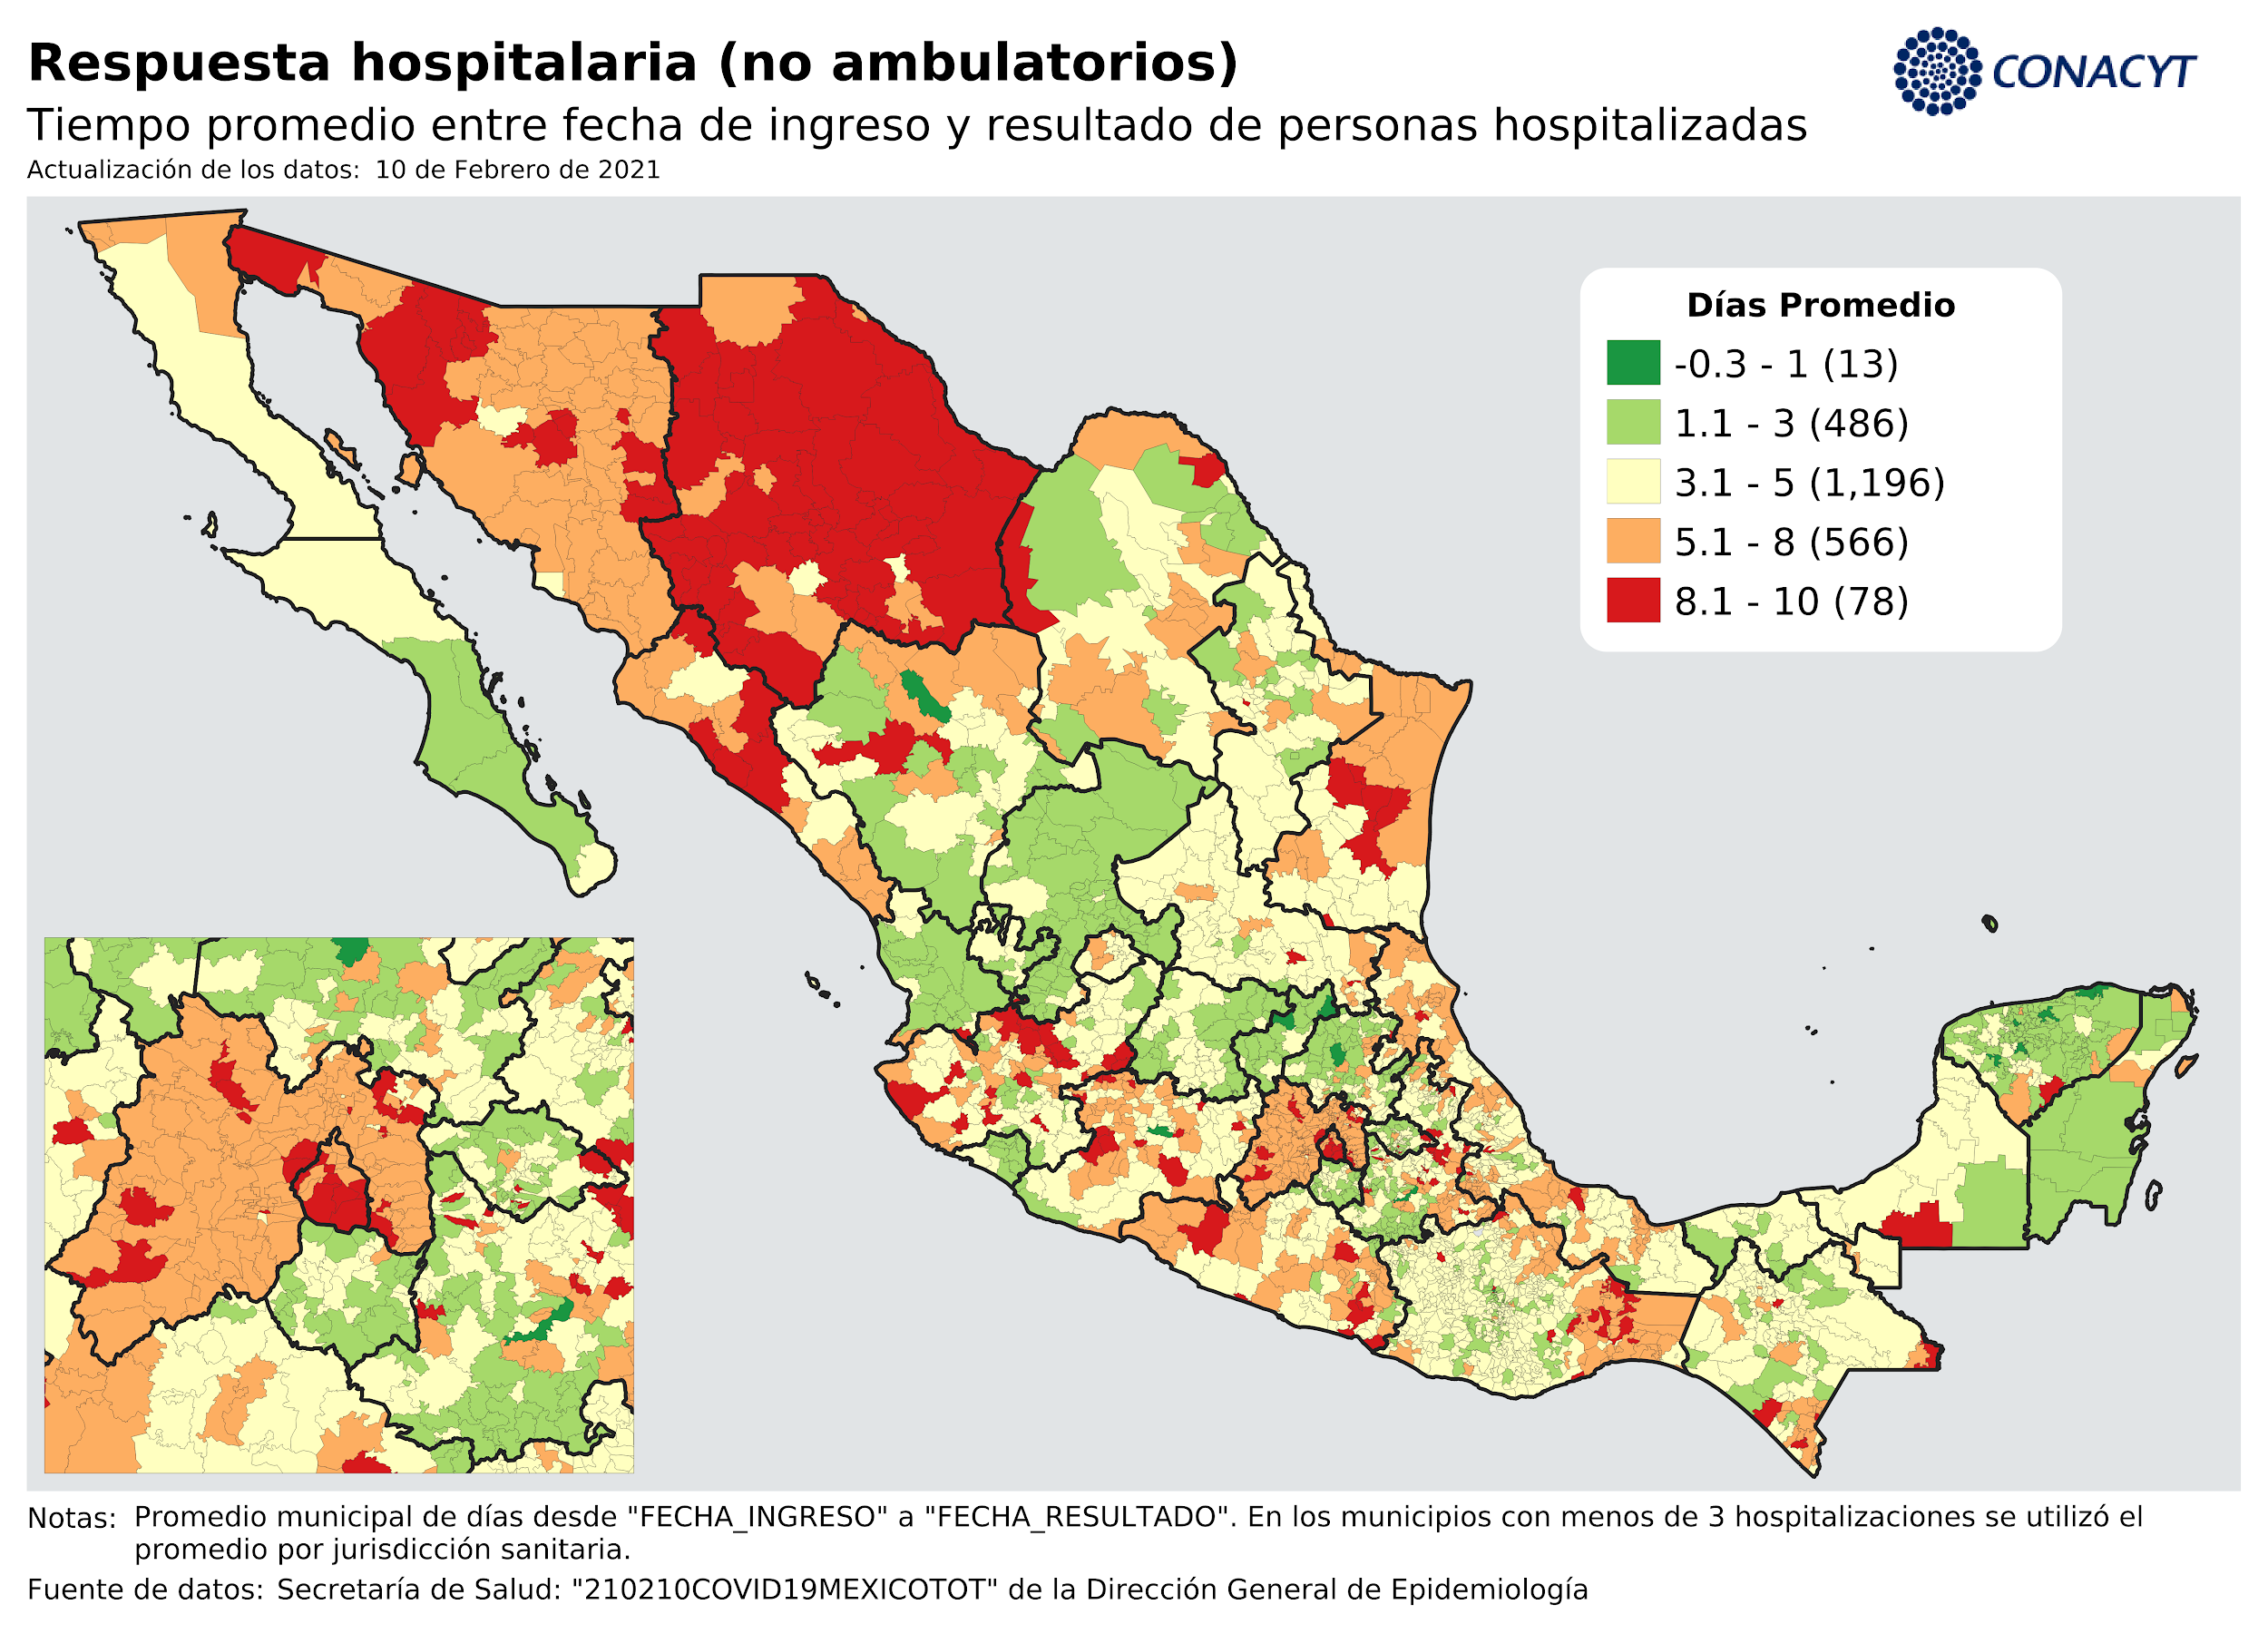 Respuesta hospitalaria (no ambulatorios)
CONACYT
Tiempo promedio entre fecha de ingreso y resultado de personas hospitalizadas
Actualización de los datos: 10 de Febrero de 2021
Días Promedio
-0.3 - 1 (13)
1.1 - 3 (486)
3.1 - 5 (1,196)
5.1 - 8 (566)
8.1 - 10 (78)
Notas: Promedio municipal de días desde "FECHA_INGRESO" a "FECHA_RESULTADO". En los municipios con menos de 3 hospitalizaciones se utilizó el
promedio por jurisdicción sanitaria.
Fuente de datos: Secretaría de Salud: "210210COVID19MEXICOTOT" de la Dirección General de Epidemiología